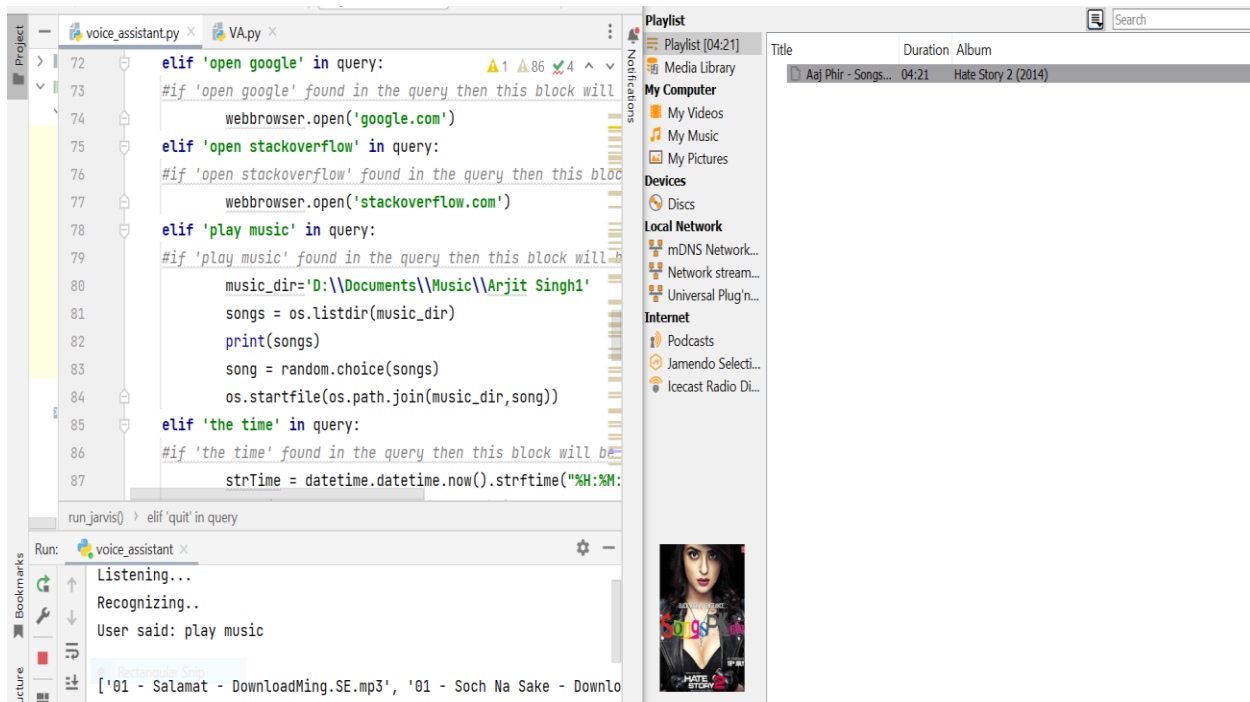 Project
voice_assistant.py
VA.py
1 86 4
72 elif 'open google' in query:
73 #if 'open google' found in the query then this block will
74 webbrowser.open('google.com')
75 elif 'open stackoverflow' in query:
76 #if 'open stackoverflow' found in the query then this bloc
77 webbrowser.open('stackoverflow.com')
78 elif 'play music' in query:
79 #if 'play music' found in the query then this block will b
80 music_dir='D:\\Documents\\Music\\Arjit Singh1'
81 songs = os.listdir(music_dir)
82 print(songs)
83 song = random.choice(songs)
84 os.startfile(os.path.join(music_dir,song))
85 elif 'the time' in query:
86 #if 'the time' found in the query then this block will be
87 strTime = datetime.datetime.now().strftime("%H:%M:
run_jarvis() › elif 'quit' in query
Notifications
Run: voice_assistant
Bookmarks
ucture
Listening...
Recognizing..
User said: play music
Rectangular Snip
['01 - Salamat - DownloadMing.SE.mp3', '01 - Soch Na Sake - Downlo
Playlist
Playlist [04:21]
Media Library
My Computer
My Videos
My Music
My Pictures
Devices
Discs
Local Network
mDNS Network...
Network stream...
Universal Plug'n...
Internet
Podcasts
Jamendo Selecti...
Icecast Radio Di...
Search
Title Duration Album
Aaj Phir - Songs... 04:21 Hate Story 2 (2014)
HATE
STORY 2